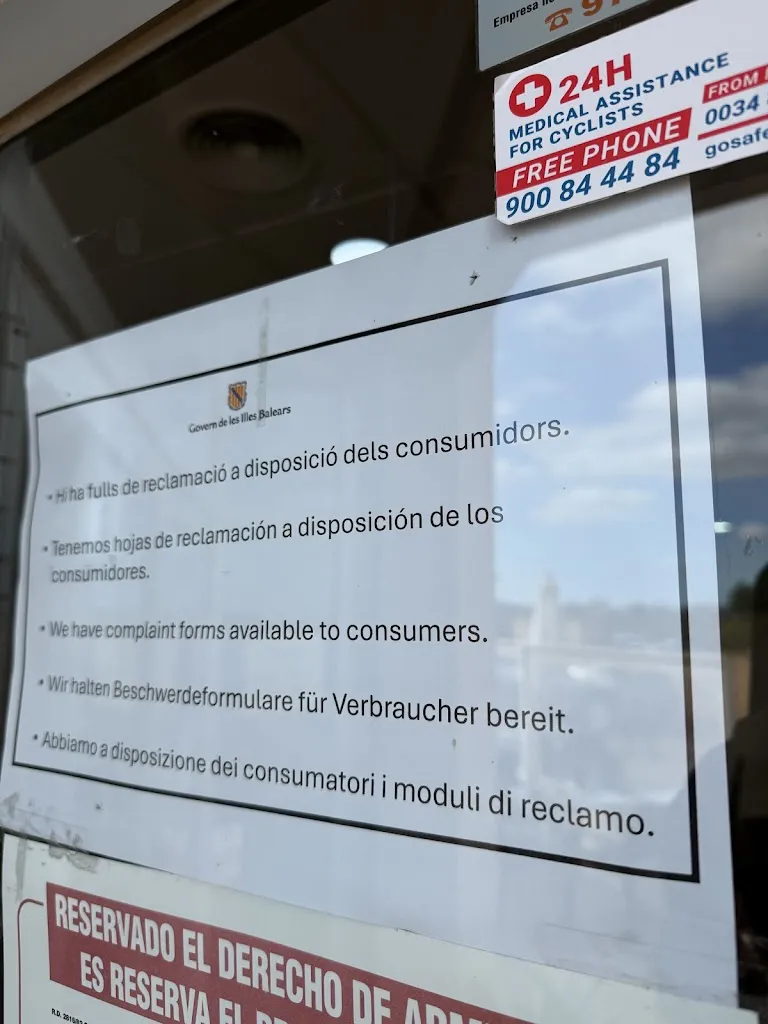 Empresa
24H
MEDICAL ASSISTANCE
FOR CYCLISTS
FREE PHONE
900 84 44 84
FROM
0034
gosafe
Govern de les Illes Balears
• Hi ha fulls de reclamació a disposició dels consumidors.
• Tenemos hojas de reclamación a disposición de los
consumidores.
• We have complaint forms available to consumers.
• Wir halten Beschwerdeformulare für Verbraucher bereit.
• Abbiamo a disposizione dei consumatori i moduli di reclamo.
RESERVADO EL DERECHO DE
ES RESERVA EL